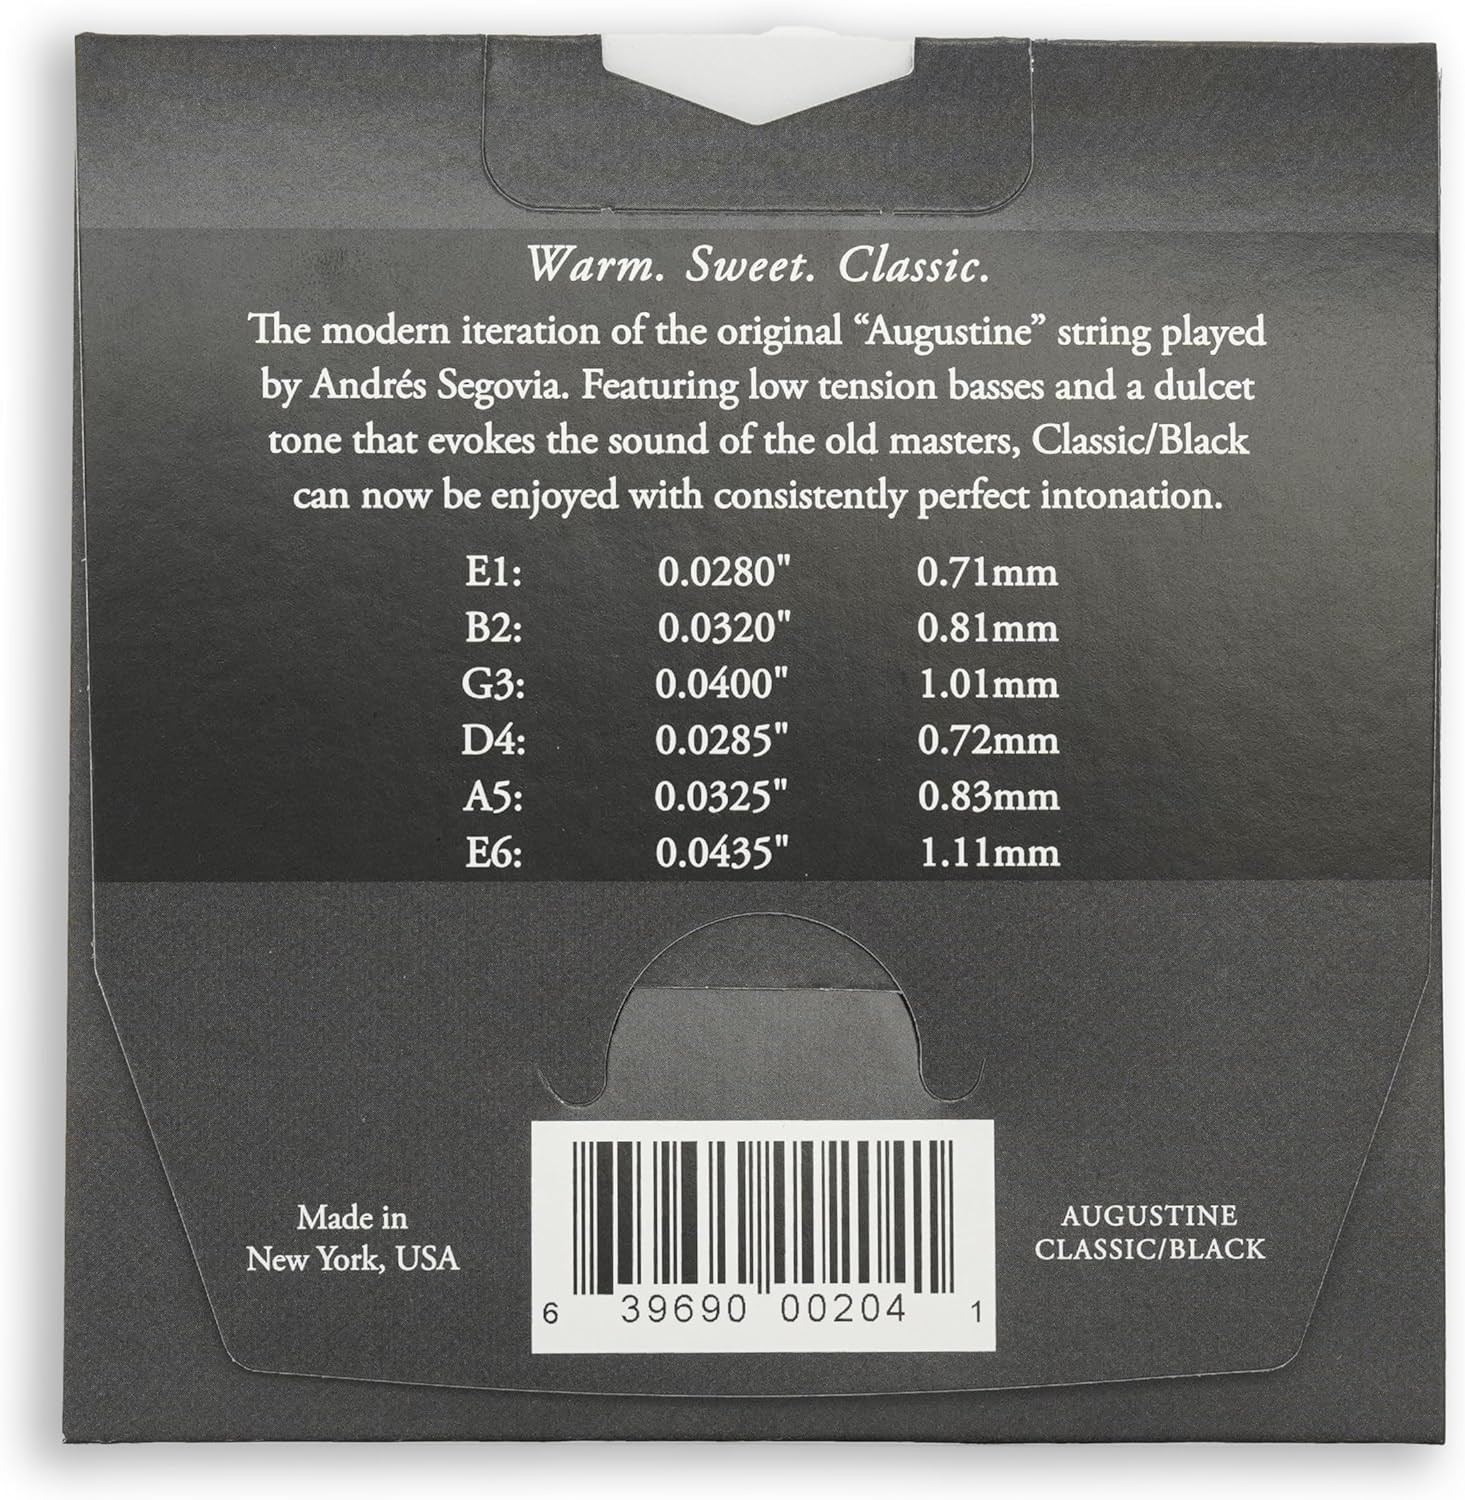 Warm. Sweet. Classic.
The modern iteration of the original “Augustine” string played
by Andrés Segovia. Featuring low tension basses and a dulcet
tone that evokes the sound of the old masters, Classic/Black
can now be enjoyed with consistently perfect intonation.
E1: 0.0280" 0.71mm
B2: 0.0320" 0.81mm
G3: 0.0400" 1.01mm
D4: 0.0285" 0.72mm
A5: 0.0325" 0.83mm
E6: 0.0435" 1.11mm
Made in
New York, USA
6 39690 00204 1
AUGUSTINE
CLASSIC/BLACK